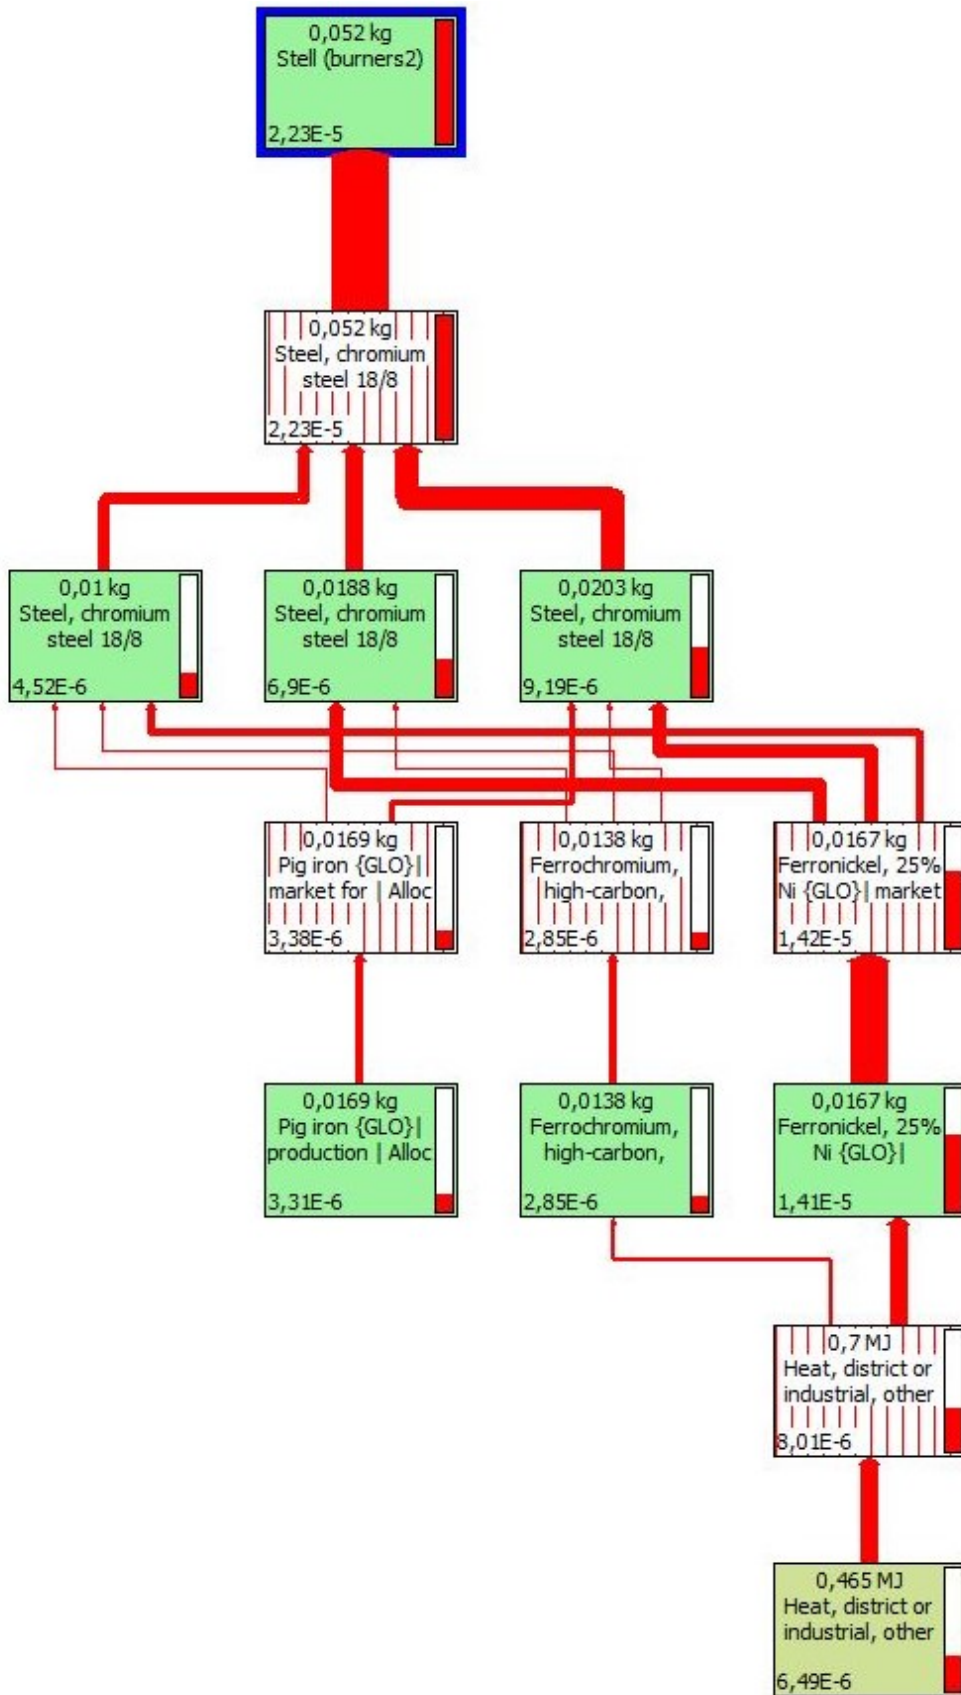 0,052 kg
Stell (burners2)
2,23E-5
0,052 kg
Steel, chromium
steel 18/8
2,23E-5
0,01 kg
Steel, chromium
steel 18/8
4,52E-6
0,0188 kg
Steel, chromium
steel 18/8
6,9E-6
0,0203 kg
Steel, chromium
steel 18/8
9,19E-6
0,0169 kg
Pig iron {GLO}|
market for | Alloc
3,38E-6
0,0138 kg
Ferrochromium,
high-carbon,
2,85E-6
0,0167 kg
Ferronickel, 25%
Ni {GLO}| market
1,42E-5
0,0169 kg
Pig iron {GLO}|
production | Alloc
3,31E-6
0,0138 kg
Ferrochromium,
high-carbon,
2,85E-6
0,0167 kg
Ferronickel, 25%
Ni {GLO}|
1,41E-5
0,7 MJ
Heat, district or
industrial, other
8,01E-6
0,465 MJ
Heat, district or
industrial, other
6,49E-6